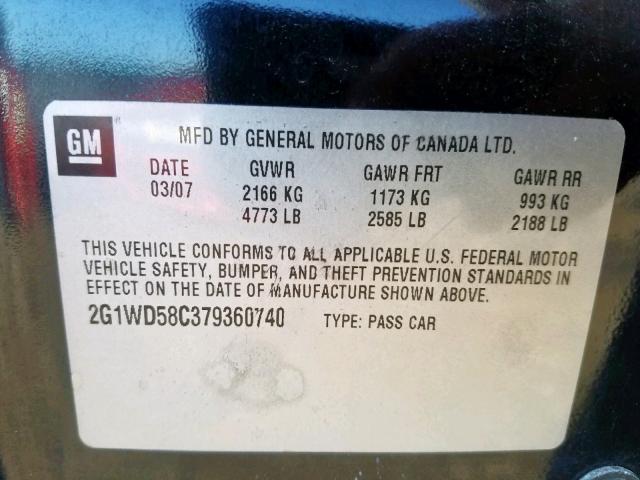 GM MFD BY GENERAL MOTORS OF CANADA LTD.
DATE GVWR GAWR FRT GAWR RR
03/07 2166 KG 1173 KG 993 KG
4773 LB 2585 LB 2188 LB
THIS VEHICLE CONFORMS TO ALL APPLICABLE U.S. FEDERAL MOTOR
VEHICLE SAFETY, BUMPER, AND THEFT PREVENTION STANDARDS IN
EFFECT ON THE DATE OF MANUFACTURE SHOWN ABOVE.
2G1WD58C379360740 TYPE: PASS CAR